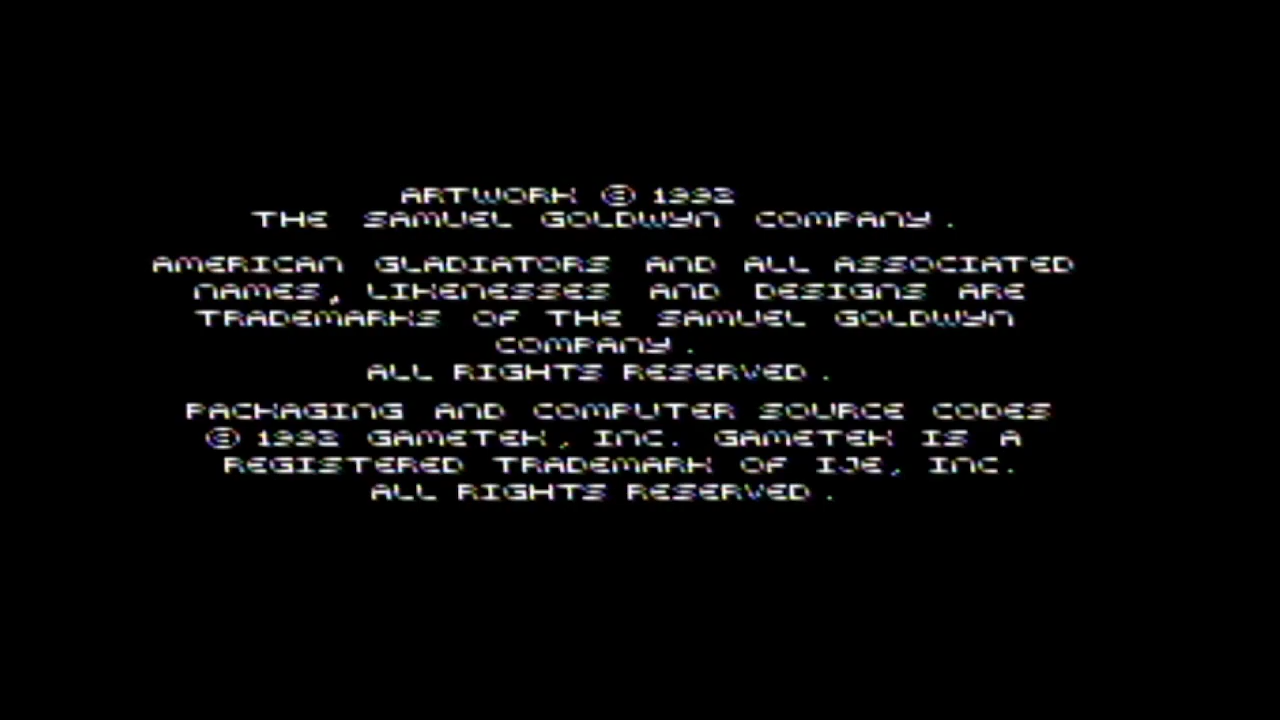 ARTWORK © 1992
THE SAMUEL GOLDWYN COMPANY.
AMERICAN GLADIATORS AND ALL ASSOCIATED
NAMES, LIKENESSES AND DESIGNS ARE
TRADEMARKS OF THE SAMUEL GOLDWYN
COMPANY.
ALL RIGHTS RESERVED.
PACKAGING AND COMPUTER SOURCE CODES
© 1992 GAMETEK, INC. GAMETEK IS A
REGISTERED TRADEMARK OF IJE, INC.
ALL RIGHTS RESERVED.